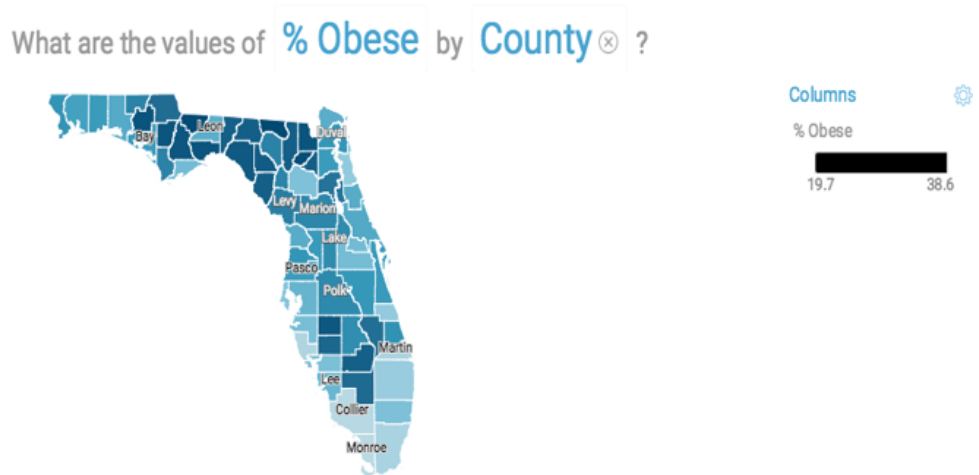 What are the values of % Obese by County ?
Columns
% Obese
19.7 38.6
Bay
Leon
Duval
Levy
Marion
Lake
Pasco
Polk
Martin
Lee
Collier
Monroe